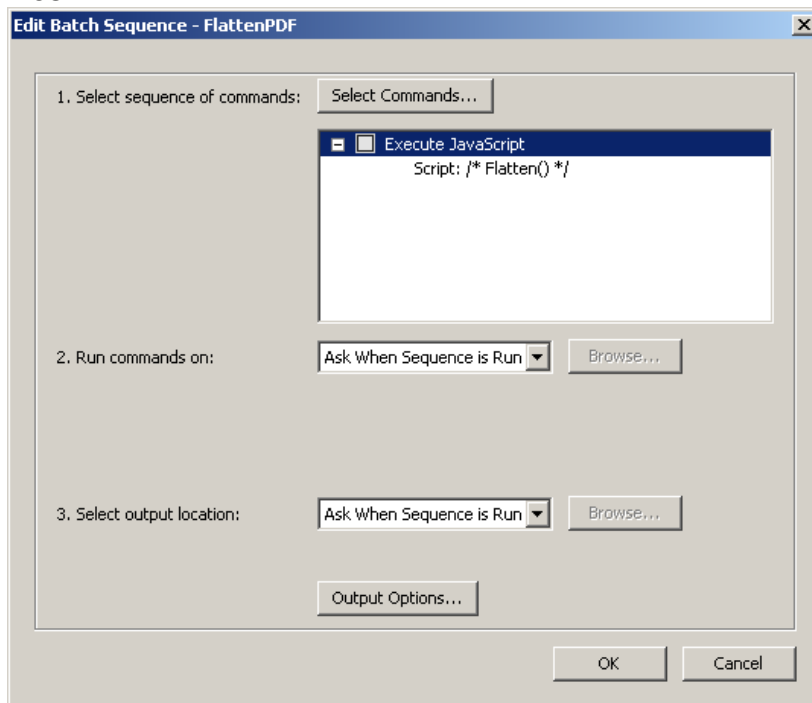 Edit Batch Sequence - FlattenPDF
1. Select sequence of commands: Select Commands...
Execute JavaScript
Script: /* Flatten() */
2. Run commands on: Ask When Sequence is Run Browse...
3. Select output location: Ask When Sequence is Run Browse...
Output Options...
OK Cancel